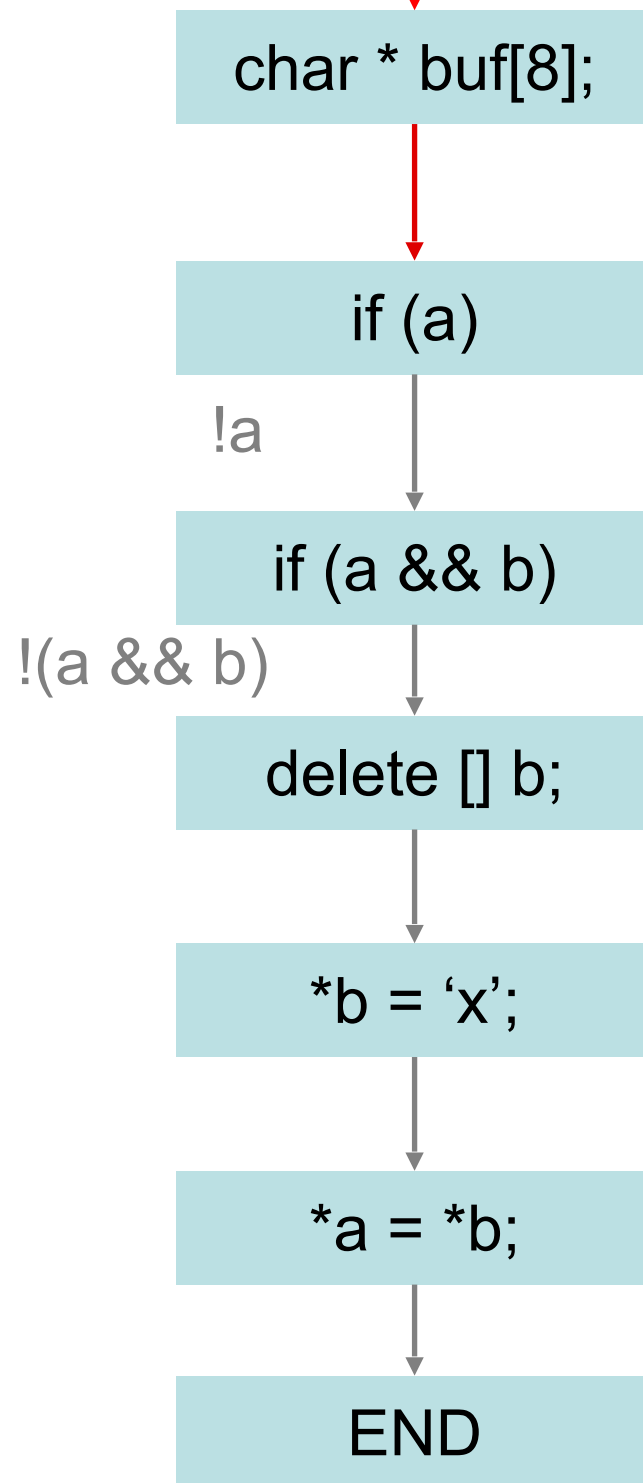 char * buf[8];
if (a)
!a
if (a && b)
!(a && b)
delete [] b;
*b = ‘x’;
*a = *b;
END